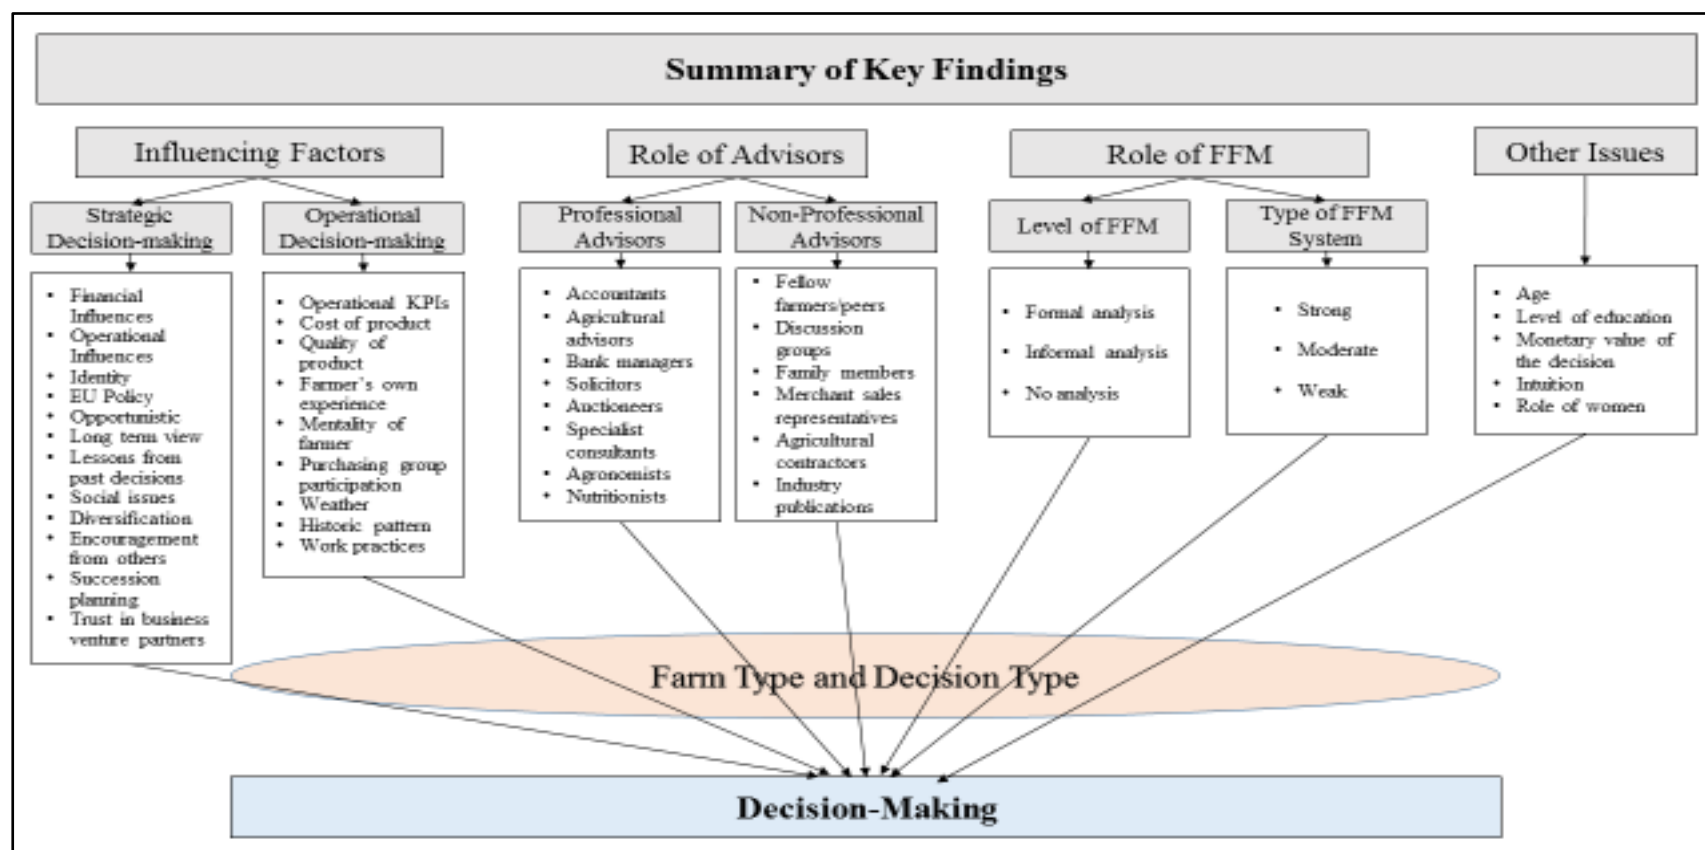 Summary of Key Findings
Influencing Factors
Strategic
Decision-making
• Financial
Influences
• Operational
Influences
• Identity
• EU Policy
• Opportunistic
• Long term view
• Lessons from
past decisions
• Social issues
• Diversification
• Encouragement
from others
• Succession
planning
• Trust in business
venture partners
Operational
Decision-making
• Operational KPIs
• Cost of product
• Quality of
product
• Farmer's own
experience
• Mentality of
farmer
• Purchasing group
participation
• Weather
• Historic pattern
• Work practices
Role of Advisors
Professional
Advisors
• Accountants
• Agricultural
advisors
• Bank managers
• Solicitors
• Auctioneers
• Specialist
consultants
• Agronomists
• Nutritionists
Non-Professional
Advisors
• Fellow
farmers/peers
• Discussion
groups
• Family members
• Merchant sales
representatives
• Agricultural
contractors
• Industry
publications
Role of FFM
Level of FFM
• Formal analysis
• Informal analysis
• No analysis
Type of FFM
System
• Strong
• Moderate
• Weak
Other Issues
• Age
• Level of education
• Monetary value of
the decision
• Intuition
• Role of women
Farm Type and Decision Type
Decision-Making